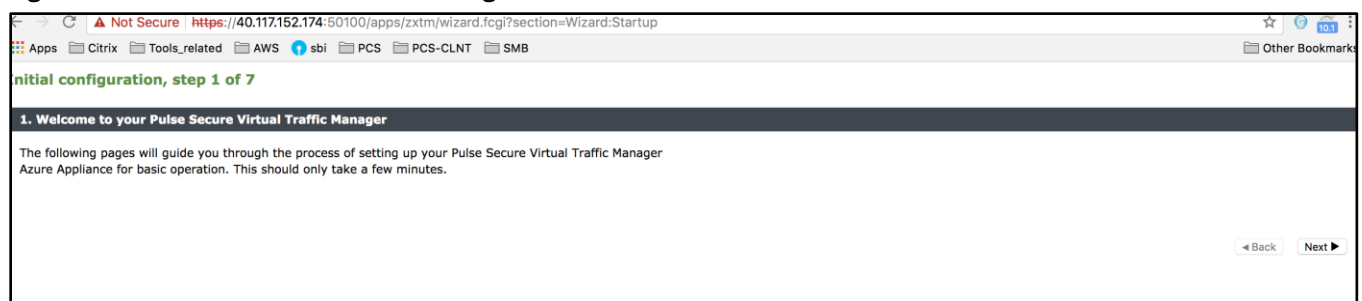 Not Secure https://40.117.152.174:50100/apps/zxtm/wizard.fcgi?section=Wizard:Startup
10.1
Apps Citrix Tools_related AWS sbi PCS PCS-CLNT SMB Other Bookmarks
Initial configuration, step 1 of 7
1. Welcome to your Pulse Secure Virtual Traffic Manager
The following pages will guide you through the process of setting up your Pulse Secure Virtual Traffic Manager
Azure Appliance for basic operation. This should only take a few minutes.
◄ Back Next ►